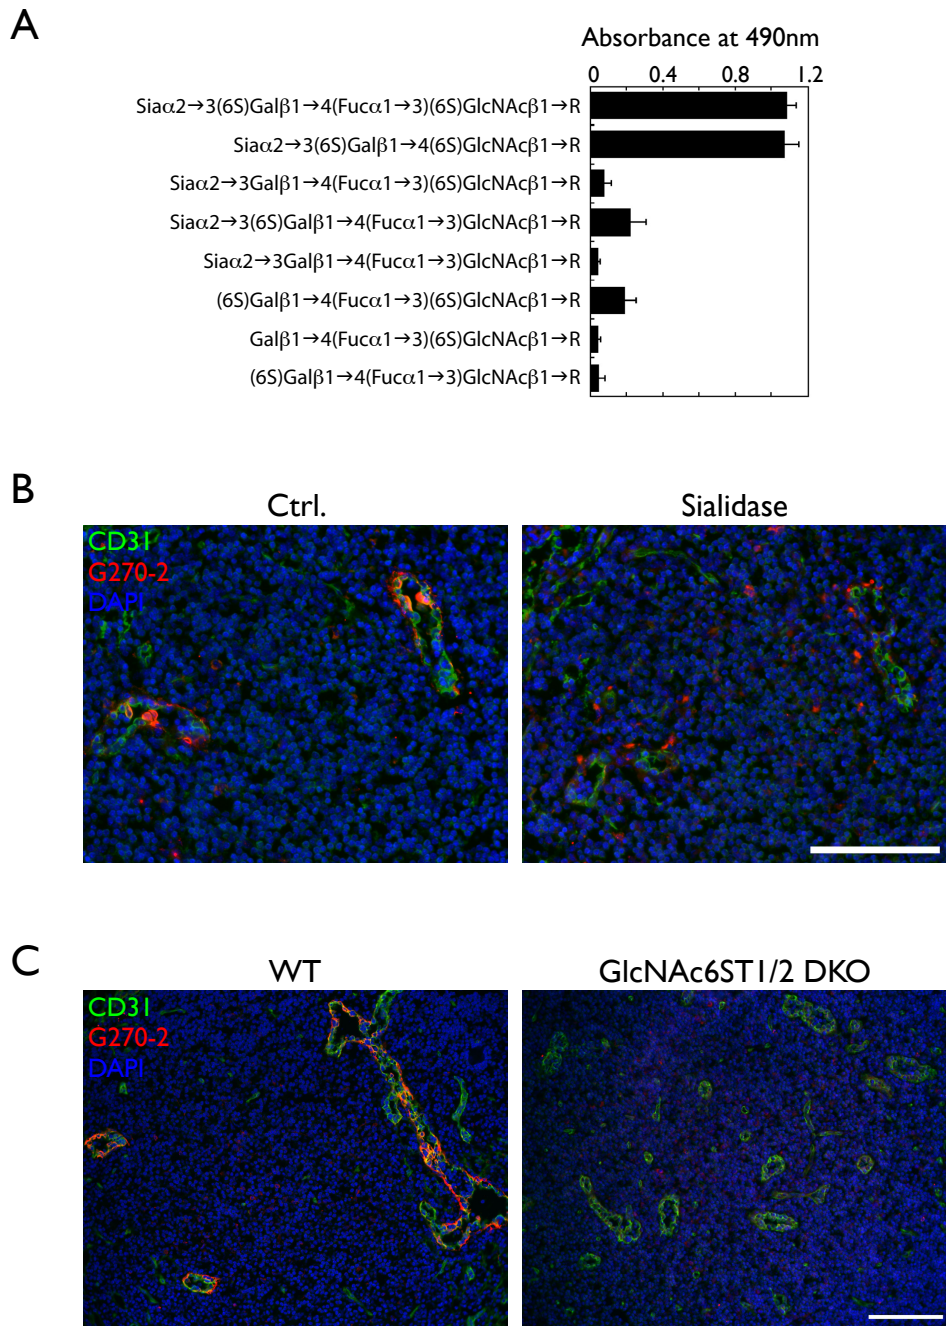 A
Absorbance at 490nm
0 0.4 0.8 1.2
Siaα2→3(6S)Galβ1→4(Fucα1→3)(6S)GlcNAcβ1→R
Siaα2→3(6S)Galβ1→4(6S)GlcNAcβ1→R
Siaα2→3Galβ1→4(Fucα1→3)(6S)GlcNAcβ1→R
Siaα2→3(6S)Galβ1→4(Fucα1→3)GlcNAcβ1→R
Siaα2→3Galβ1→4(Fucα1→3)GlcNAcβ1→R
(6S)Galβ1→4(Fucα1→3)(6S)GlcNAcβ1→R
Galβ1→4(Fucα1→3)(6S)GlcNAcβ1→R
(6S)Galβ1→4(Fucα1→3)GlcNAcβ1→R
B
Ctrl. Sialidase
CD31
G270-2
DAPI
C
WT GlcNAc6ST1/2 DKO
CD31
G270-2
DAPI